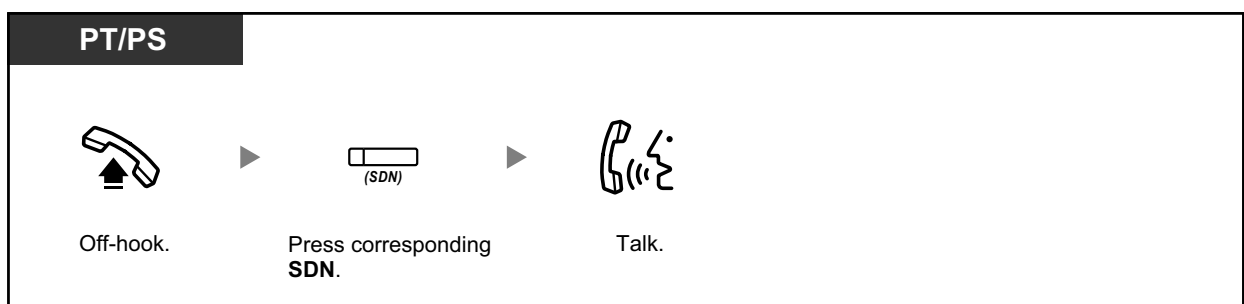 PT/PS
(SDN)
Off-hook.
Press corresponding
SDN.
Talk.